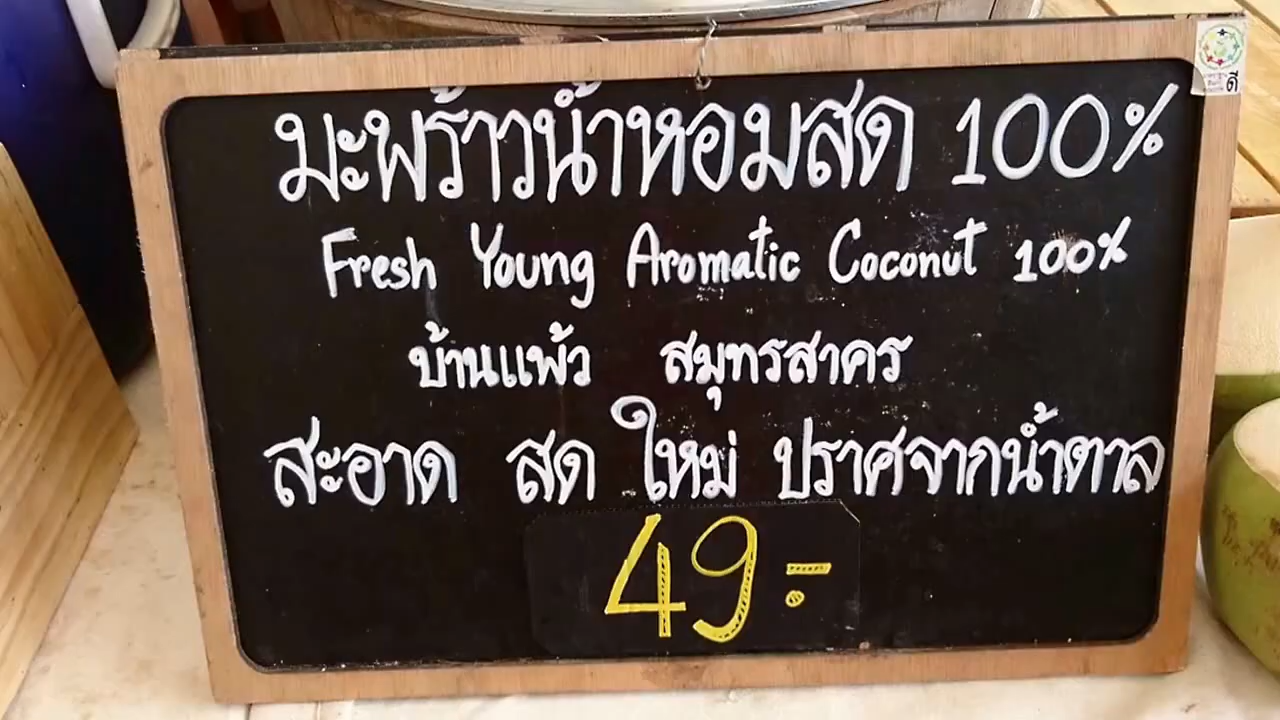 มะพร้าวน้ำหอมสด 100%
Fresh Young Aromatic Coconut 100%
บ้านแพ้ว สมุทรสาคร
สะอาด สด ใหม่ ปราศจากน้ำตาล
49.-
ดี